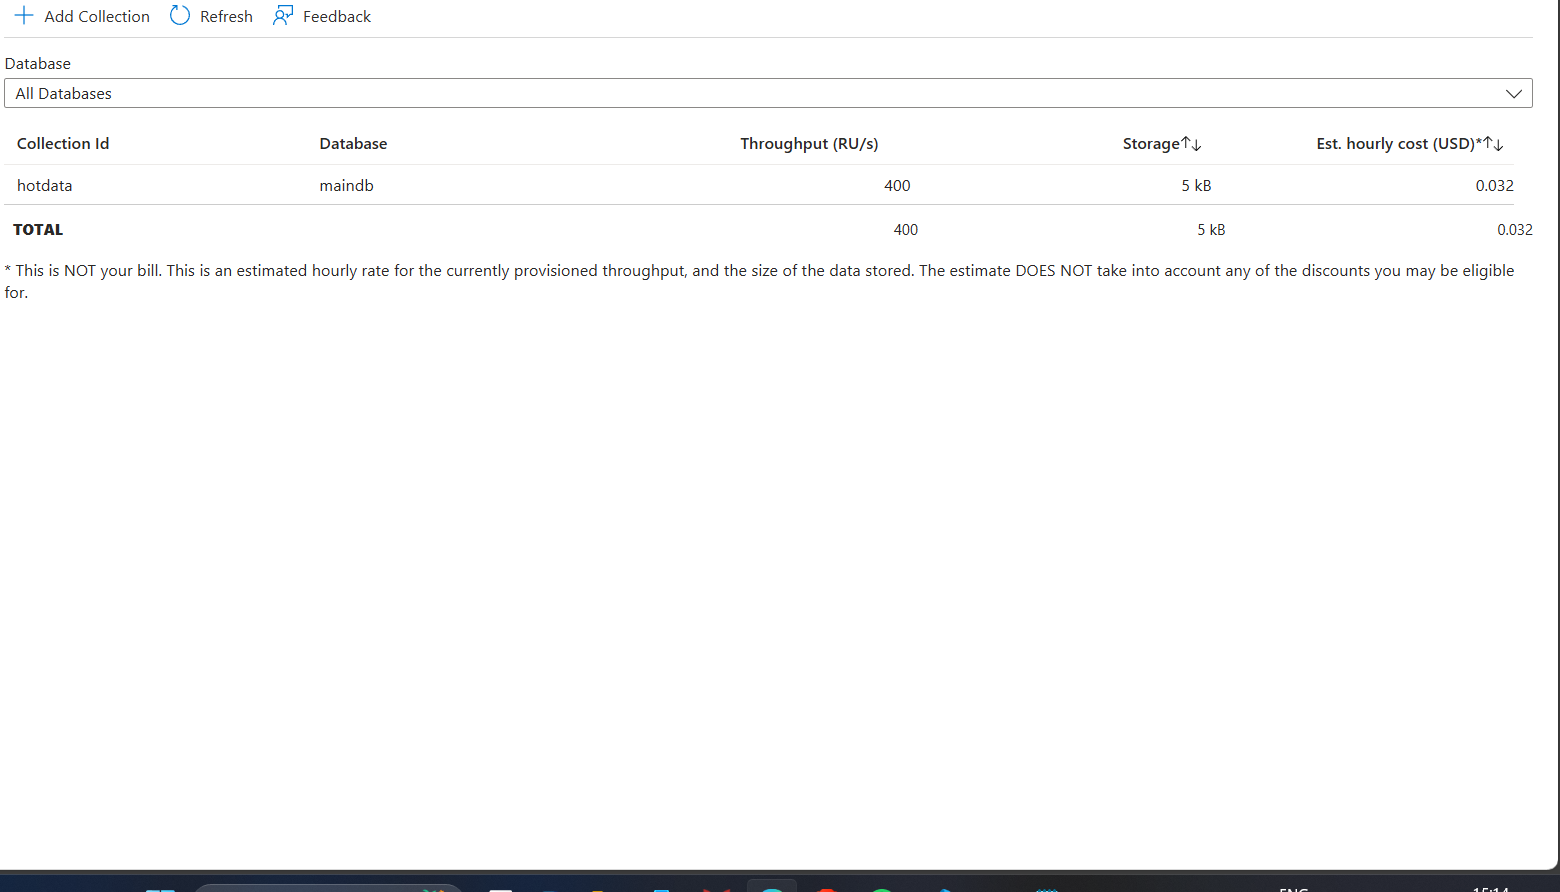 Add Collection Refresh Feedback
Database
All Databases
Collection Id Database Throughput (RU/s) Storage↑↓ Est. hourly cost (USD)*↑↓
hotdata maindb 400 5 kB 0.032
TOTAL 400 5 kB 0.032
* This is NOT your bill. This is an estimated hourly rate for the currently provisioned throughput, and the size of the data stored. The estimate DOES NOT take into account any of the discounts you may be eligible
for.
ENG 15:14